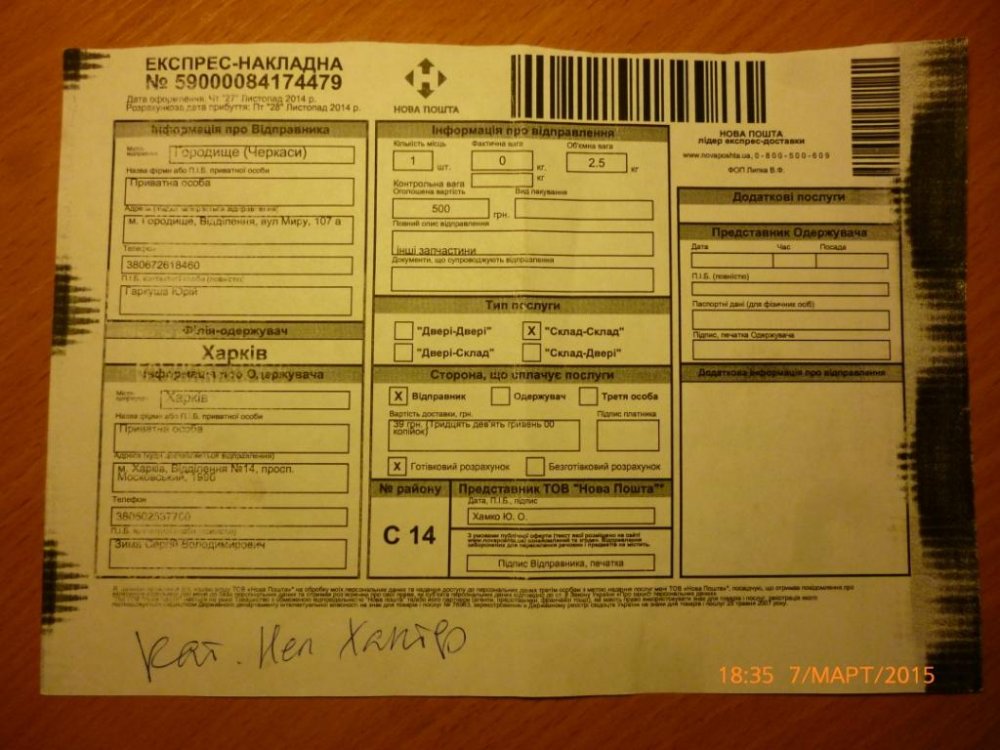 ЕКСПРЕС-НАКЛАДНА
№ 59000084174479
Дата оформлення: Чт "27" Листопад 2014 р.
Розрахункова дата прибуття: Пт "28" Листопад 2014 р.
НОВА ПОШТА
НОВА ПОШТА
лідер експрес-доставки
www.novaposhta.ua, 0-800-500-609
ФОП Липка В.Ф.
Інформація про Відправника
Городище (Черкаси)
Назва фірми або П.І.Б. приватної особи
Приватна особа
м. Городище, Відділення, вул Миру, 107 а
Телефон
380672618460
Гаркуша Юрій
Філія-одержувач
Харків
Інформація про Одержувача
Харків
Назва фірми або П.І.Б. приватної особи
Приватна особа
м. Харків, Відділення №14, просп.
Московський,
Телефон
Зима Сергій Володимирович
Інформація про відправлення
Кількість місць Фактична вага Об'ємна вага
1 шт. 0 кг. 2.5 кг
Контрольна вага кг
Оголошена вартість Вид пакування
500 грн.
Повний опис відправлення
Інші запчастини
Документи, що супроводжують відправлення
Тип послуги
"Двері-Двері" X "Склад-Склад"
"Двері-Склад" "Склад-Двері"
Сторона, що сплачує послуги
X Відправник Одержувач Третя особа
Вартість доставки, грн. Підпис платника
39 грн. (Тридцять дев'ять гривень 00
копійок)
X Готівковий розрахунок Безготівковий розрахунок
№ району
С 14
Представник ТОВ "Нова Пошта"
Дата, П.І.Б., підпис
Хамко Ю. О.
Підпис Відправника, печатка
Додаткові послуги
Представник Одержувача
Дата Час Посада
П.І.Б. (повністю)
Паспортні дані (для фізичних осіб)
Підпис, печатка Одержувача
Додаткова інформація про відправлення
18:35 7/МАРТ/2015